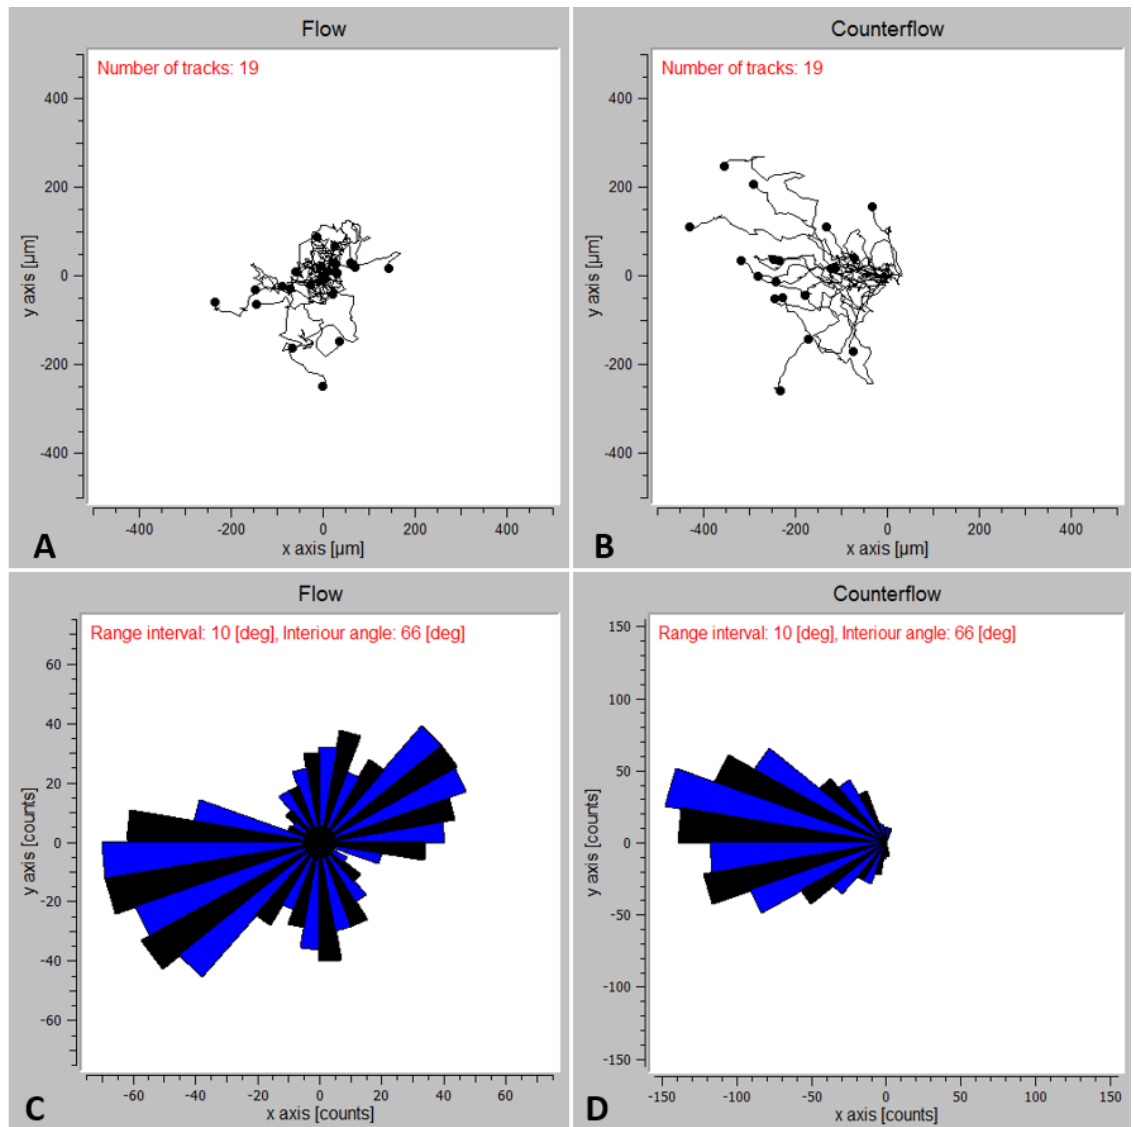 Flow
Number of tracks: 19
400
200
0
-200
-400
y axis [µm]
-400 -200 0 200 400
x axis [µm]
A
Counterflow
Number of tracks: 19
400
200
0
-200
-400
y axis [µm]
-400 -200 0 200 400
x axis [µm]
B
Flow
Range interval: 10 [deg], Interiour angle: 66 [deg]
60
40
20
0
-20
-40
-60
y axis [counts]
-60 -40 -20 0 20 40 60
x axis [counts]
C
Counterflow
Range interval: 10 [deg], Interiour angle: 66 [deg]
150
100
50
0
-50
-100
-150
y axis [counts]
-150 -100 -50 0 50 100 150
x axis [counts]
D